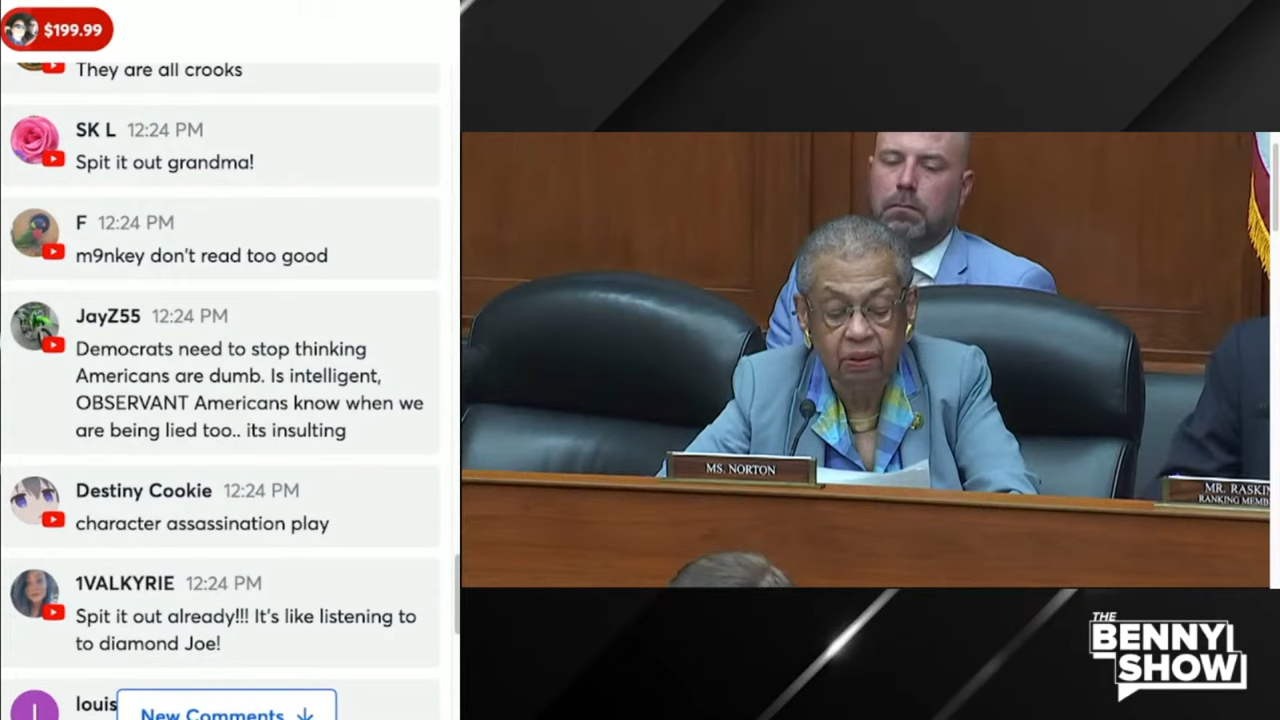 $199.99
They are all crooks
SK L 12:24 PM
Spit it out grandma!
F 12:24 PM
m9nkey don't read too good
JayZ55 12:24 PM
Democrats need to stop thinking
Americans are dumb. Is intelligent,
OBSERVANT Americans know when we
are being lied too.. its insulting
Destiny Cookie 12:24 PM
character assassination play
1VALKYRIE 12:24 PM
Spit it out already!!! It's like listening to
to diamond Joe!
L
louis
New Comments ↓
MS. NORTON
MR. RASKIN
RANKING MEMB
THE
BENNY
SHOW